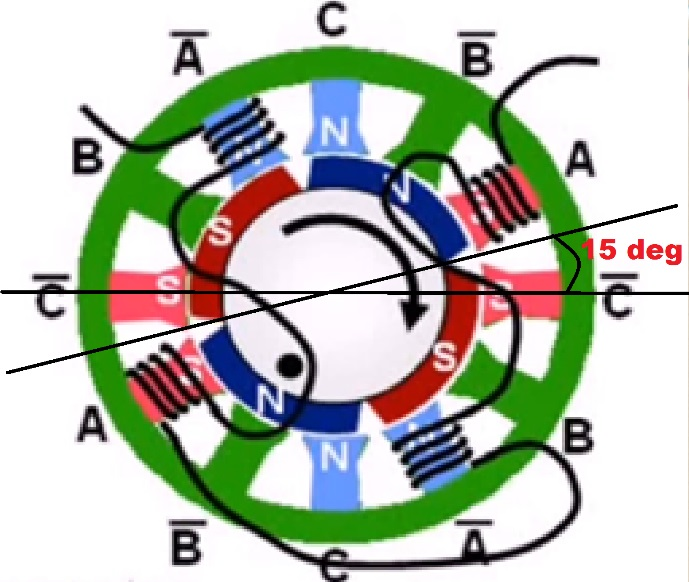 C
A̅ B̅
N
B A
N S
S
15 deg
C̅ S S C̅
S
S
N
A N N B
B̅ C A̅